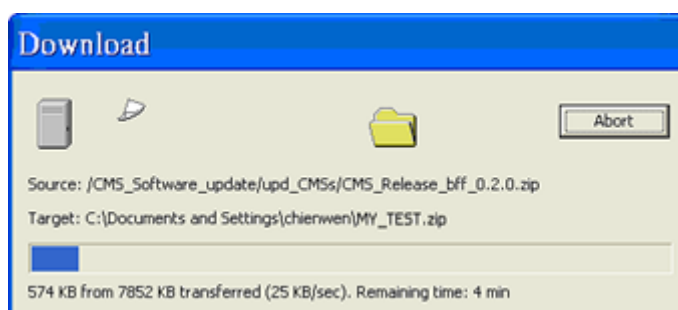 Download
Abort
Source: /CMS_Software_update/upd_CMSs/CMS_Release_bff_0.2.0.zip
Target: C:\Documents and Settings\chienwen\MY_TEST.zip
574 KB from 7852 KB transferred (25 KB/sec). Remaining time: 4 min